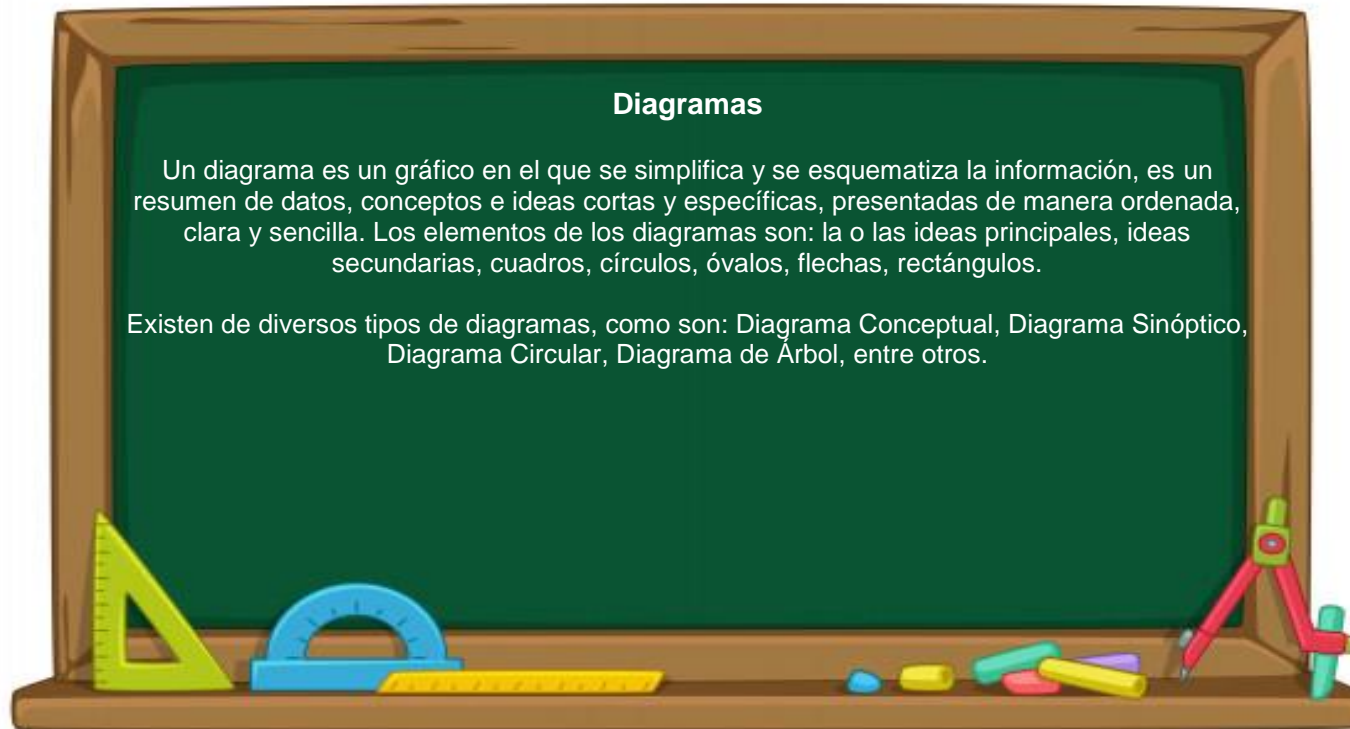 Diagramas
Un diagrama es un gráfico en el que se simplifica y se esquematiza la información, es un
resumen de datos, conceptos e ideas cortas y específicas, presentadas de manera ordenada,
clara y sencilla. Los elementos de los diagramas son: la o las ideas principales, ideas
secundarias, cuadros, círculos, óvalos, flechas, rectángulos.
Existen de diversos tipos de diagramas, como son: Diagrama Conceptual, Diagrama Sinóptico,
Diagrama Circular, Diagrama de Árbol, entre otros.